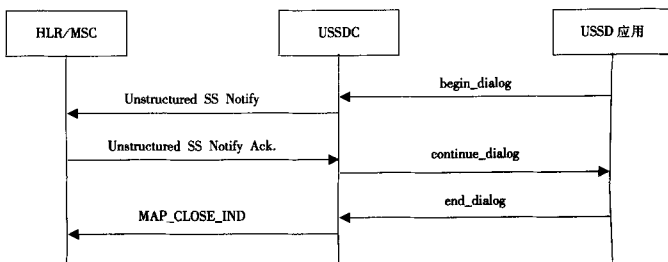 HLR/MSC
USSDC
USSD 应用
begin_dialog
Unstructured SS Notify
Unstructured SS Notify Ack.
continue_dialog
end_dialog
MAP_CLOSE_IND